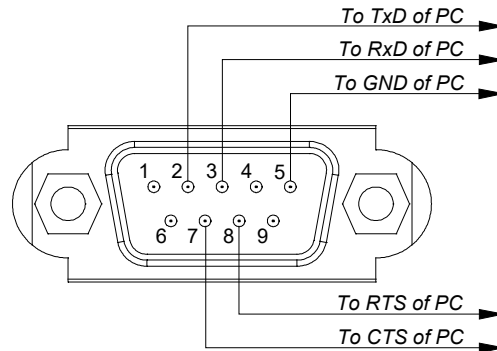 To TxD of PC
To RxD of PC
To GND of PC
1 2 3 4 5
6 7 8 9
To RTS of PC
To CTS of PC